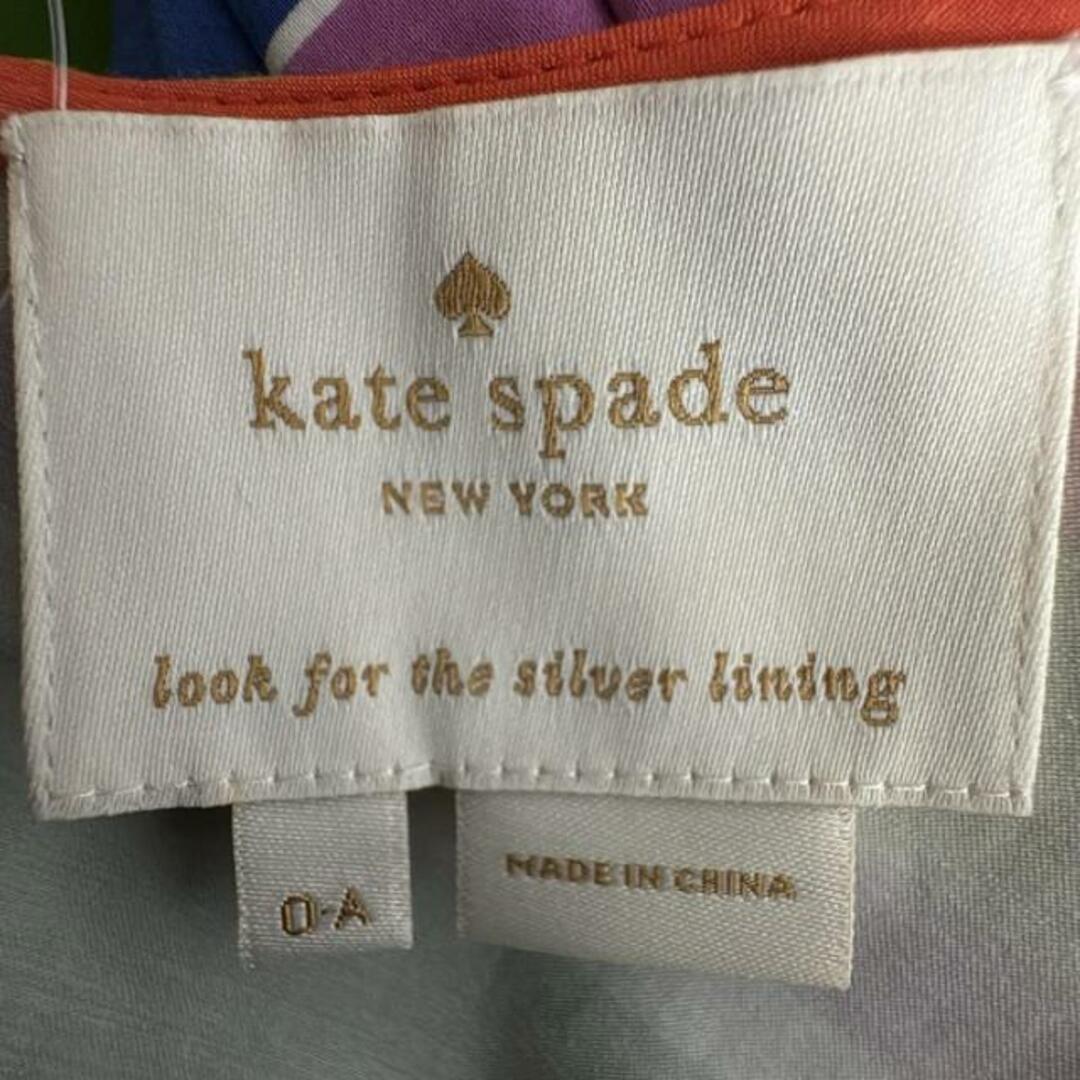 kate spade
NEW YORK
look for the silver lining
0-A
MADE IN CHINA